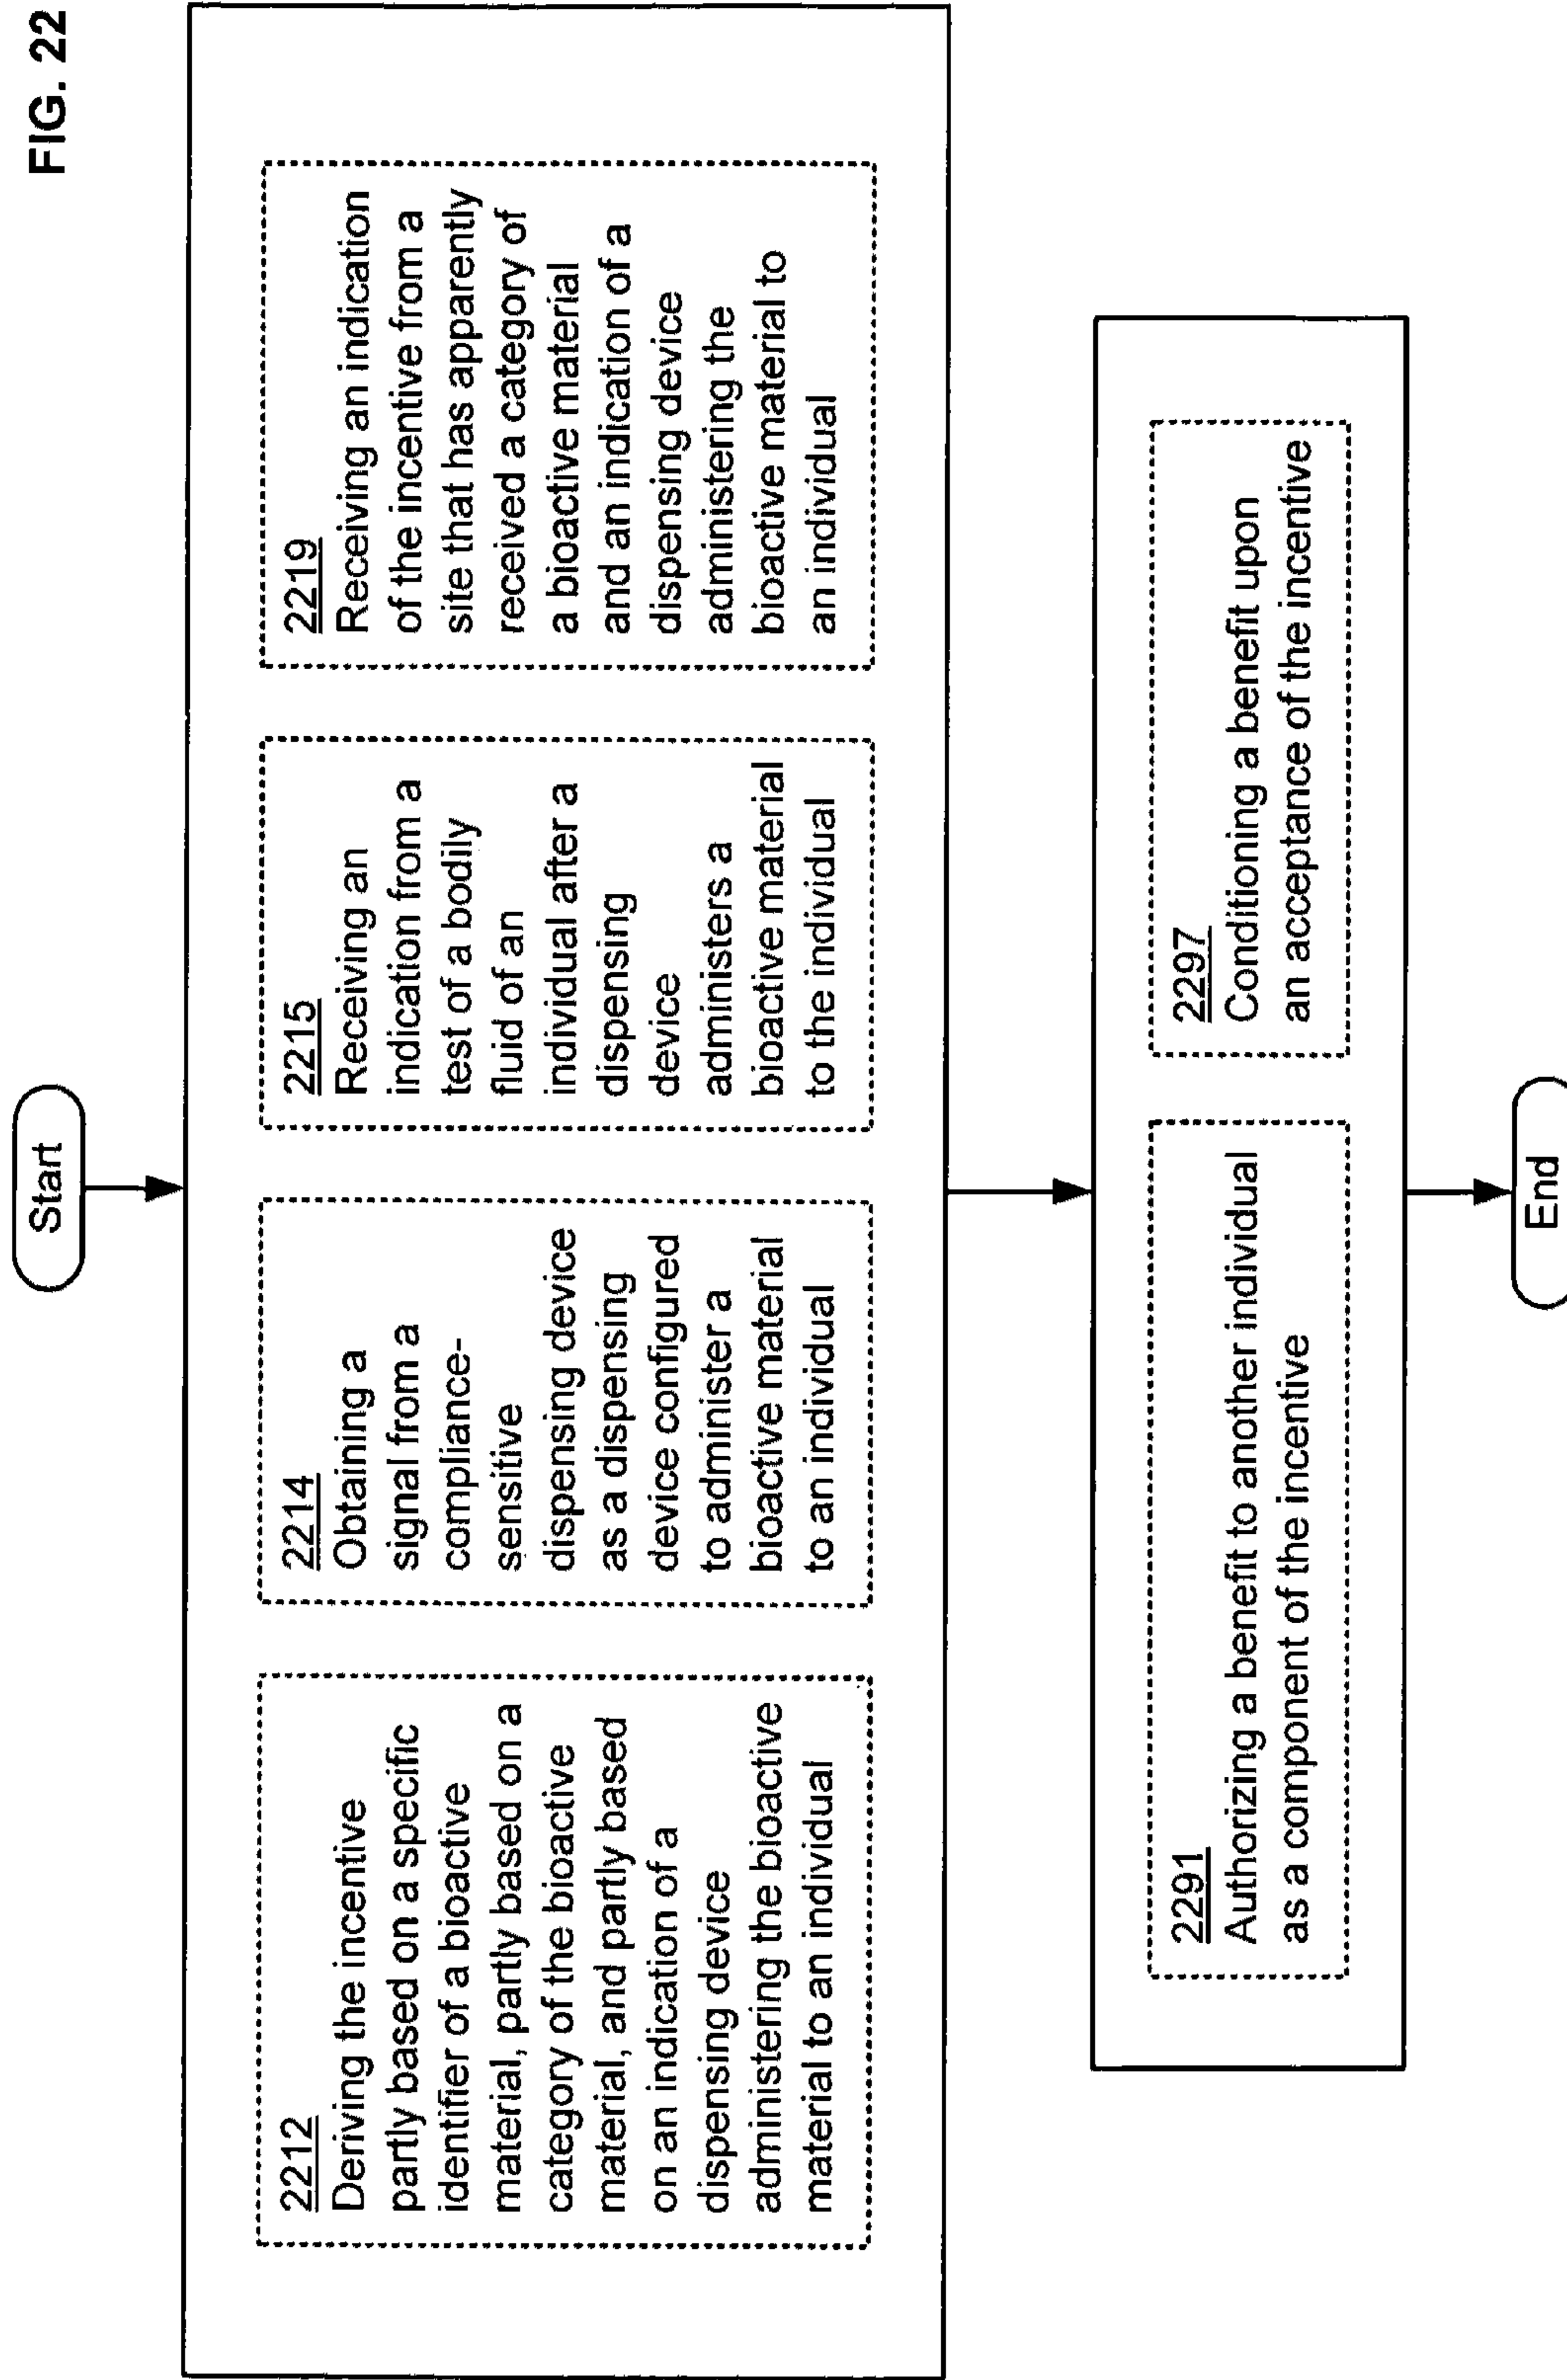 FIG. 22
Start
2212
Deriving the incentive
partly based on a specific
identifier of a bioactive
material, partly based on a
category of the bioactive
material, and partly based
on an indication of a
dispensing device
administering the bioactive
material to an individual
2214
Obtaining a
signal from a
compliance-
sensitive
dispensing device
as a dispensing
device configured
to administer a
bioactive material
to an individual
2215
Receiving an
indication from a
test of a bodily
fluid of an
individual after a
dispensing
device
administers a
bioactive material
to the individual
2219
Receiving an indication
of the incentive from a
site that has apparently
received a category of
a bioactive material
and an indication of a
dispensing device
administering the
bioactive material to
an individual
2291
Authorizing a benefit to another individual
as a component of the incentive
2297
Conditioning a benefit upon
an acceptance of the incentive
End